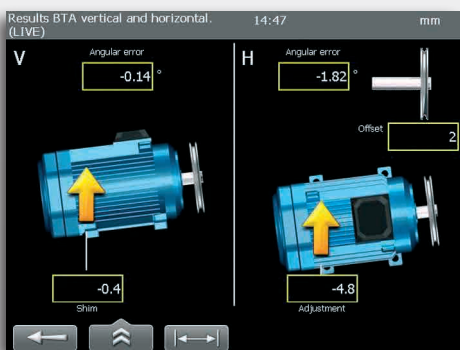 Results BTA vertical and horizontal.
(LIVE)
14:47
mm
V
Angular error
-0.14 °
-0.4
Shim
H
Angular error
-1.82 °
Offset
2
-4.8
Adjustment